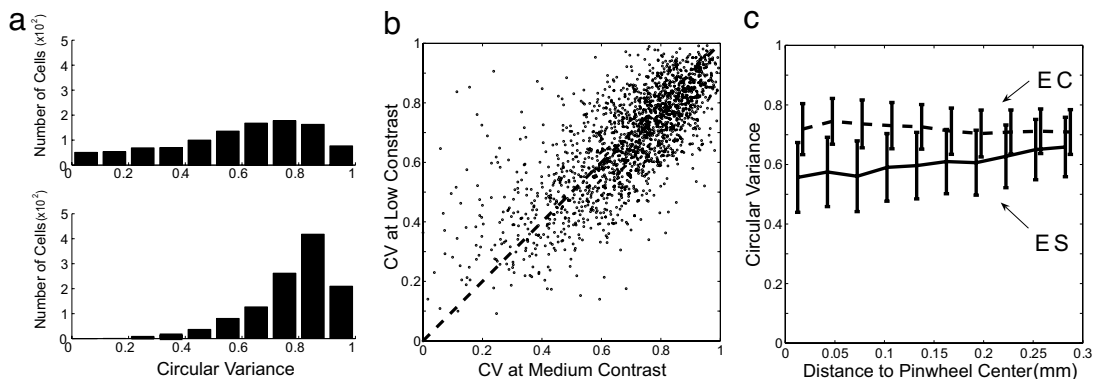 a
Number of Cells (x10²)
5
4
3
2
1
0
0 0.2 0.4 0.6 0.8 1
Number of Cells (x10²)
5
4
3
2
1
0
0 0.2 0.4 0.6 0.8 1
Circular Variance
b
CV at Low Constrast
1
0.8
0.6
0.4
0.2
0
0 0.2 0.4 0.6 0.8 1
CV at Medium Contrast
c
Circular Variance
1
0.8
0.6
0.4
0.2
0
EC
ES
0 0.05 0.1 0.15 0.2 0.25 0.3
Distance to Pinwheel Center(mm)